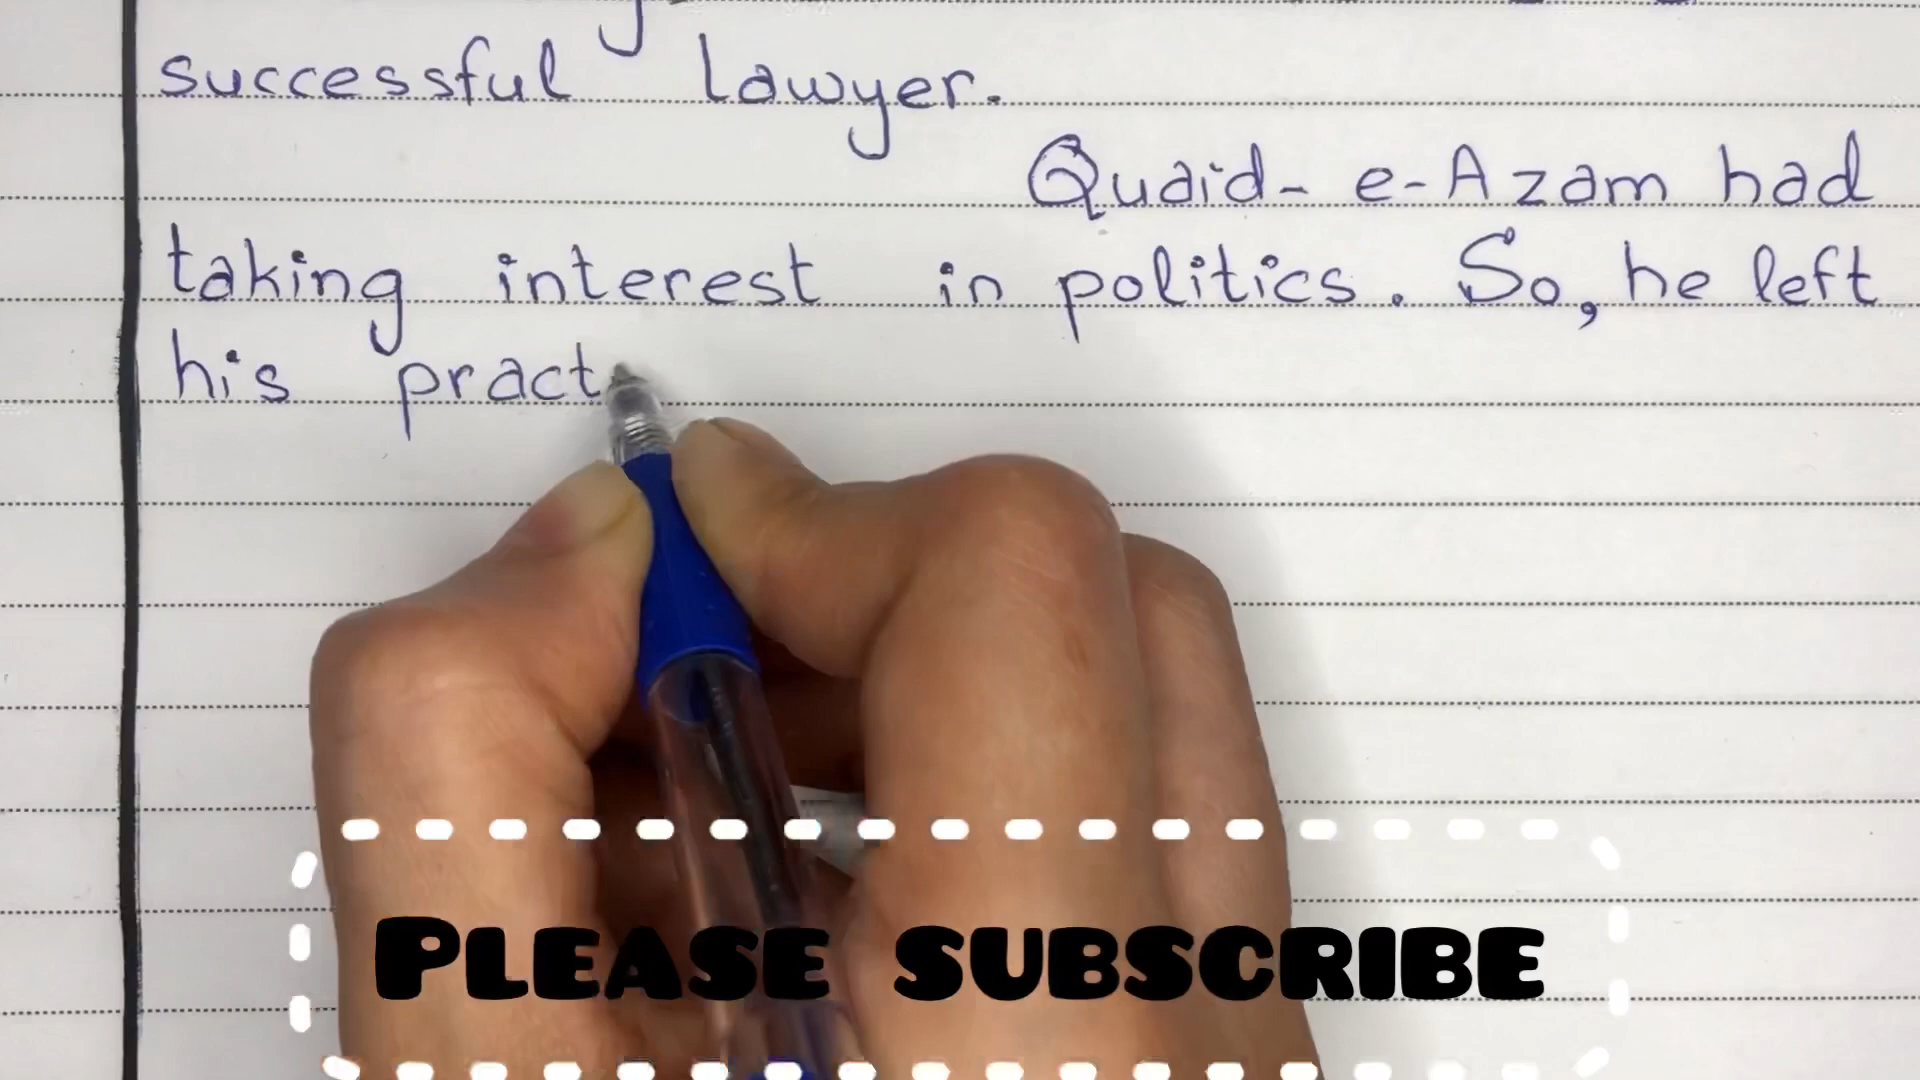 successful lawyer.
Quaid-e-Azam had
taking interest in politics. So, he left
his pract
PLEASE SUBSCRIBE